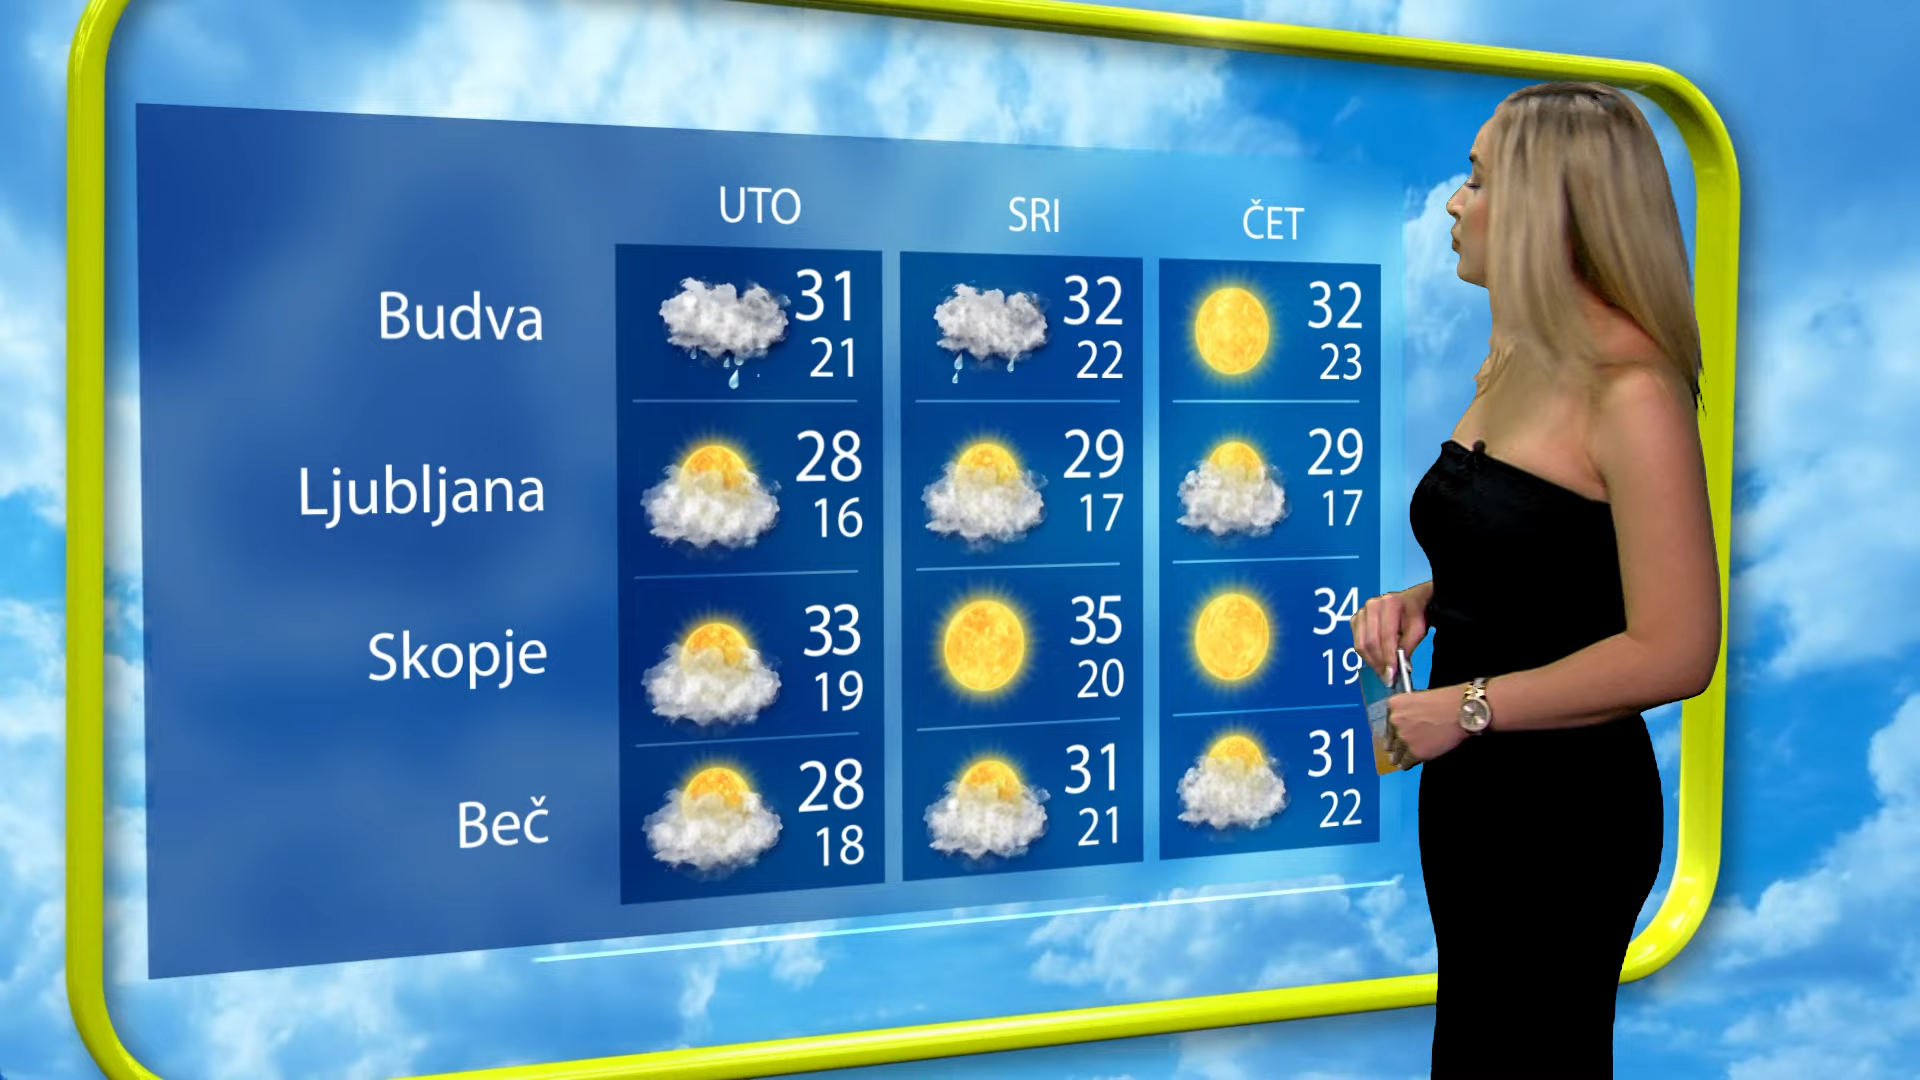 UTO SRI ČET
Budva 31 32 32
21 22 23
Ljubljana 28 29 29
16 17 17
Skopje 33 35 34
19 20 19
Beč 28 31 31
18 21 22